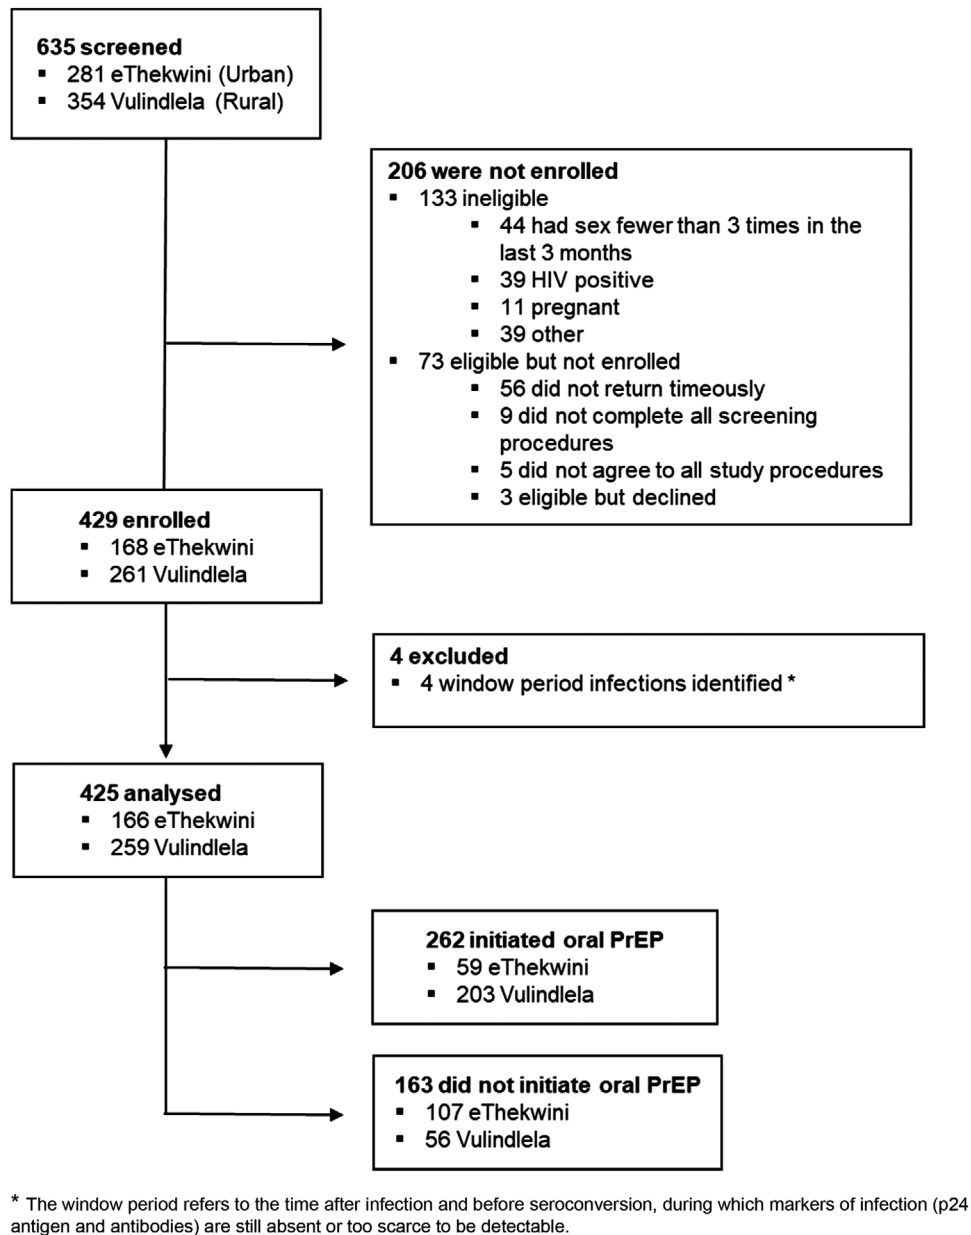 635 screened
▪ 281 eThekwini (Urban)
▪ 354 Vulindlela (Rural)
206 were not enrolled
▪ 133 ineligible
▪ 44 had sex fewer than 3 times in the
last 3 months
▪ 39 HIV positive
▪ 11 pregnant
▪ 39 other
▪ 73 eligible but not enrolled
▪ 56 did not return timeously
▪ 9 did not complete all screening
procedures
▪ 5 did not agree to all study procedures
▪ 3 eligible but declined
429 enrolled
▪ 168 eThekwini
▪ 261 Vulindlela
4 excluded
▪ 4 window period infections identified *
425 analysed
▪ 166 eThekwini
▪ 259 Vulindlela
262 initiated oral PrEP
▪ 59 eThekwini
▪ 203 Vulindlela
163 did not initiate oral PrEP
▪ 107 eThekwini
▪ 56 Vulindlela
* The window period refers to the time after infection and before seroconversion, during which markers of infection (p24
antigen and antibodies) are still absent or too scarce to be detectable.